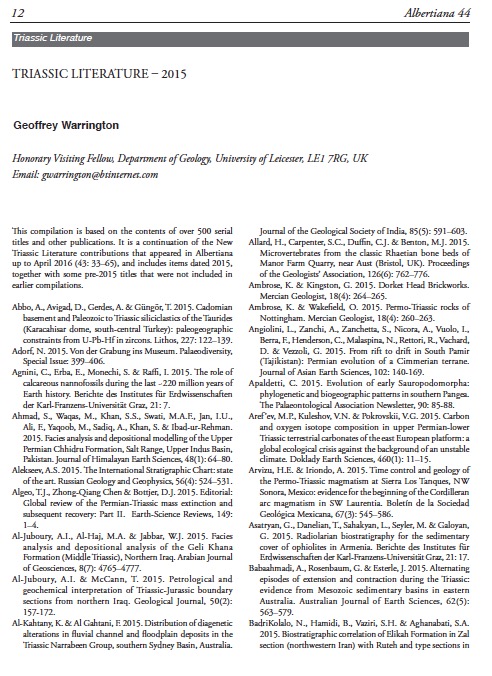 12
Albertiana 44
Triassic Literature
TRIASSIC LITERATURE – 2015
Geoffrey Warrington
Honorary Visiting Fellow, Department of Geology, University of Leicester, LE1 7RG, UK
Email: gwarrington@btinternet.com
This compilation is based on the contents of over 500 serial
titles and other publications. It is a continuation of the New
Triassic Literature contributions that appeared in Albertiana
up to April 2016 (43: 33–65), and includes items dated 2015,
together with some pre-2015 titles that were not included in
earlier compilations.
Abbo, A., Avigad, D., Gerdes, A. & Güngör, T. 2015. Cadomian
basement and Paleozoic to Triassic siliciclastics of the Taurides
(Karacahisar dome, south-central Turkey): paleogeographic
constraints from U-Pb-Hf in zircons. Lithos, 227: 122–139.
Adorf, N. 2015. Von der Grabung ins Museum. Palaeodiversity,
Special Issue: 399–406.
Agnini, C., Erba, E., Monechi, S. & Raffi, I. 2015. The role of
calcareous nannofossils during the last ~220 million years of
Earth history. Berichte des Institutes für Erdwissenschaften
der Karl-Franzens-Universität Graz, 21: 7.
Ahmad, S., Waqas, M., Khan, S.S., Swati, M.A.F., Jan, I.U.,
Ali, F., Yaqoob, M., Sadiq, A., Khan, S. & Ibad-ur-Rehman.
2015. Facies analysis and depositional modelling of the Upper
Permian Chhidru Formation, Salt Range, Upper Indus Basin,
Pakistan. Journal of Himalayan Earth Sciences, 48(1): 64–80.
Alekseev, A.S. 2015. The International Stratigraphic Chart: state
of the art. Russian Geology and Geophysics, 56(4): 524–531.
Algeo, T.J., Zhong-Qiang Chen & Bottjer, D.J. 2015. Editorial:
Global review of the Permian-Triassic mass extinction and
subsequent recovery: Part II. Earth-Science Reviews, 149:
1–4.
Al-Juboury, A.I., Al-Haj, M.A. & Jabbar, W.J. 2015. Facies
analysis and depositional analysis of the Geli Khana
Formation (Middle Triassic), Northern Iraq. Arabian Journal
of Geosciences, 8(7): 4765–4777.
Al-Juboury, A.I. & McCann, T. 2015. Petrological and
geochemical interpretation of Triassic-Jurassic boundary
sections from northern Iraq. Geological Journal, 50(2):
157-172.
Al-Kahtany, K. & Al Gahtani, F. 2015. Distribution of diagenetic
alterations in fluvial channel and floodplain deposits in the
Triassic Narrabeen Group, southern Sydney Basin, Australia.
Journal of the Geological Society of India, 85(5): 591–603.
Allard, H., Carpenter, S.C., Duffin, C.J. & Benton, M.J. 2015.
Microvertebrates from the classic Rhaetian bone beds of
Manor Farm Quarry, near Aust (Bristol, UK). Proceedings
of the Geologists' Association, 126(6): 762–776.
Ambrose, K. & Kingston, G. 2015. Dorket Head Brickworks.
Mercian Geologist, 18(4): 264–265.
Ambrose, K. & Wakefield, O. 2015. Permo-Triassic rocks of
Nottingham. Mercian Geologist, 18(4): 260–263.
Angiolini, L., Zanchi, A., Zanchetta, S., Nicora, A., Vuolo, I.,
Berra, F., Henderson, C., Malaspina, N., Rettori, R., Vachard,
D. & Vezzoli, G. 2015. From rift to drift in South Pamir
(Tajikistan): Permian evolution of a Cimmerian terrane.
Journal of Asian Earth Sciences, 102: 140-169.
Apaldetti, C. 2015. Evolution of early Sauropodomorpha:
phylogenetic and biogeographic patterns in southern Pangea.
The Palaeontological Association Newsletter, 90: 85-88.
Aref'ev, M.P., Kuleshov, V.N. & Pokrovskii, V.G. 2015. Carbon
and oxygen isotope composition in upper Permian-lower
Triassic terrestrial carbonates of the east European platform: a
global ecological crisis against the background of an unstable
climate. Doklady Earth Sciences, 460(1): 11–15.
Arvizu, H.E. & Iriondo, A. 2015. Time control and geology of
the Permo-Triassic magmatism at Sierra Los Tanques, NW
Sonora, Mexico: evidence for the beginning of the Cordilleran
arc magmatism in SW Laurentia. Boletín de la Sociedad
Geológica Mexicana, 67(3): 545–586.
Asatryan, G., Danelian, T., Sahakyan, L., Seyler, M. & Galoyan,
G. 2015. Radiolarian biostratigraphy for the sedimentary
cover of ophiolites in Armenia. Berichte des Institutes für
Erdwissenschaften der Karl-Franzens-Universität Graz, 21: 17.
Babaahmadi, A., Rosenbaum, G. & Esterle, J. 2015. Alternating
episodes of extension and contraction during the Triassic:
evidence from Mesozoic sedimentary basins in eastern
Australia. Australian Journal of Earth Sciences, 62(5):
563–579.
BadriKolalo, N., Hamidi, B., Vaziri, S.H. & Aghanabati, S.A.
2015. Biostratigraphic correlation of Elikah Formation in Zal
section (northwestern Iran) with Ruteh and type sections in